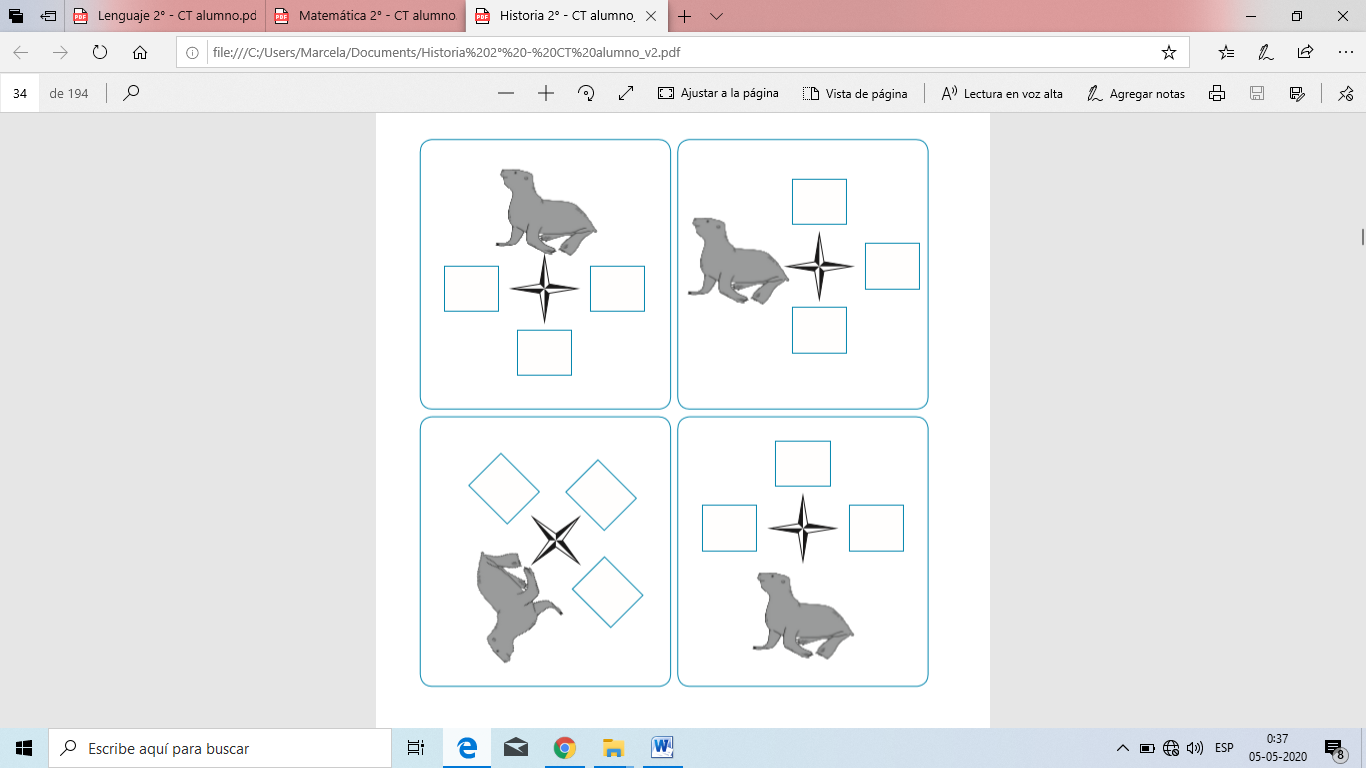 Lenguaje 2° - CT alumno.pd
Matemática 2° - CT alumno.
Historia 2° - CT alumno_
file:///C:/Users/Marcela/Documents/Historia%202°%20-%20CT%20alumno_v2.pdf
34 de 194
Ajustar a la página
Vista de página
Lectura en voz alta
Agregar notas
Escribe aquí para buscar
ESP
0:37
05-05-2020
8